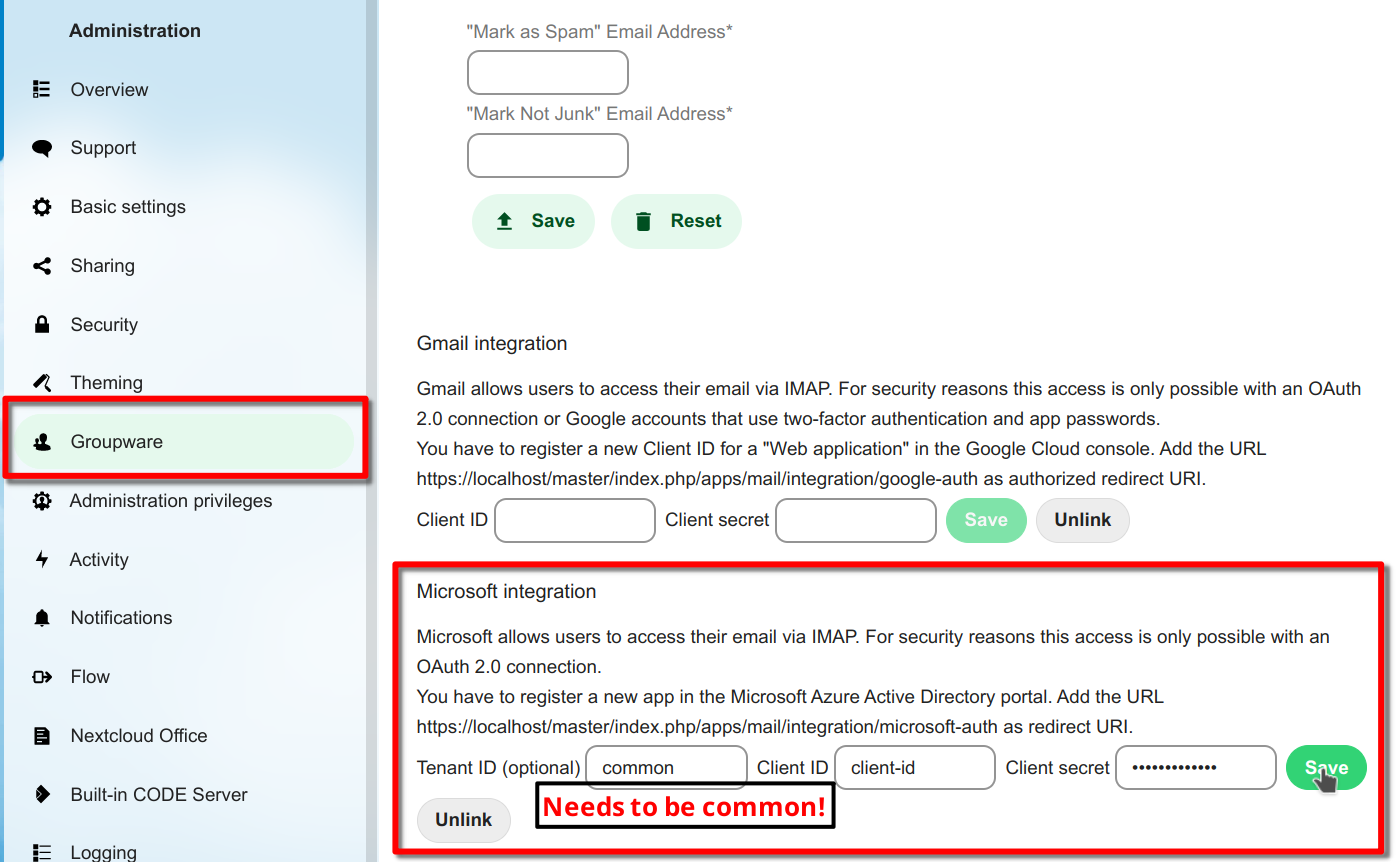 Administration
Overview
Support
Basic settings
Sharing
Security
Theming
Groupware
Administration privileges
Activity
Notifications
Flow
Nextcloud Office
Built-in CODE Server
Logging
"Mark as Spam" Email Address*
"Mark Not Junk" Email Address*
Save Reset
Gmail integration
Gmail allows users to access their email via IMAP. For security reasons this access is only possible with an OAuth
2.0 connection or Google accounts that use two-factor authentication and app passwords.
You have to register a new Client ID for a "Web application" in the Google Cloud console. Add the URL
https://localhost/master/index.php/apps/mail/integration/google-auth as authorized redirect URI.
Client ID Client secret Save Unlink
Microsoft integration
Microsoft allows users to access their email via IMAP. For security reasons this access is only possible with an
OAuth 2.0 connection.
You have to register a new app in the Microsoft Azure Active Directory portal. Add the URL
https://localhost/master/index.php/apps/mail/integration/microsoft-auth as redirect URI.
Tenant ID (optional) common Client ID client-id Client secret ••••••••••••• Save
Needs to be common!
Unlink